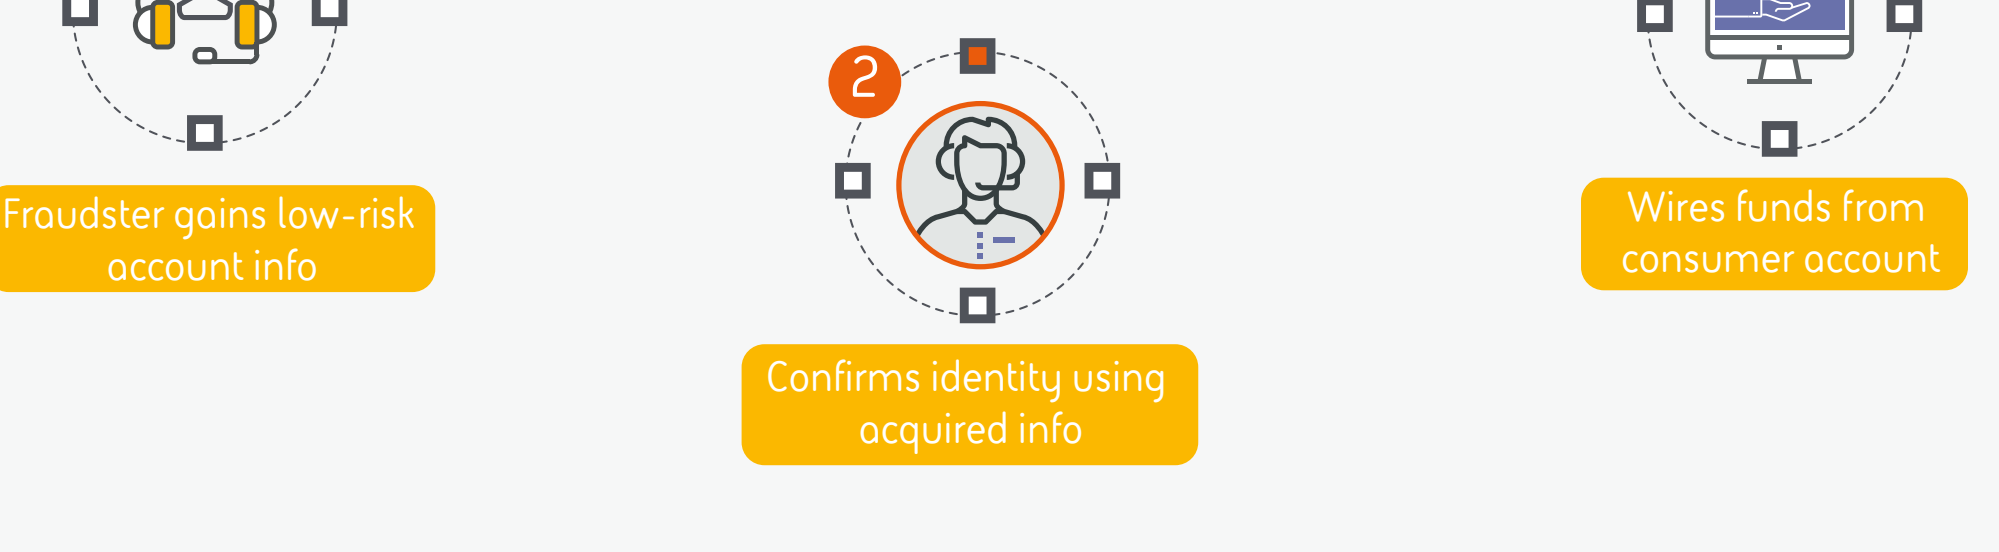 2
Fraudster gains low-risk
account info
Confirms identity using
acquired info
Wires funds from
consumer account